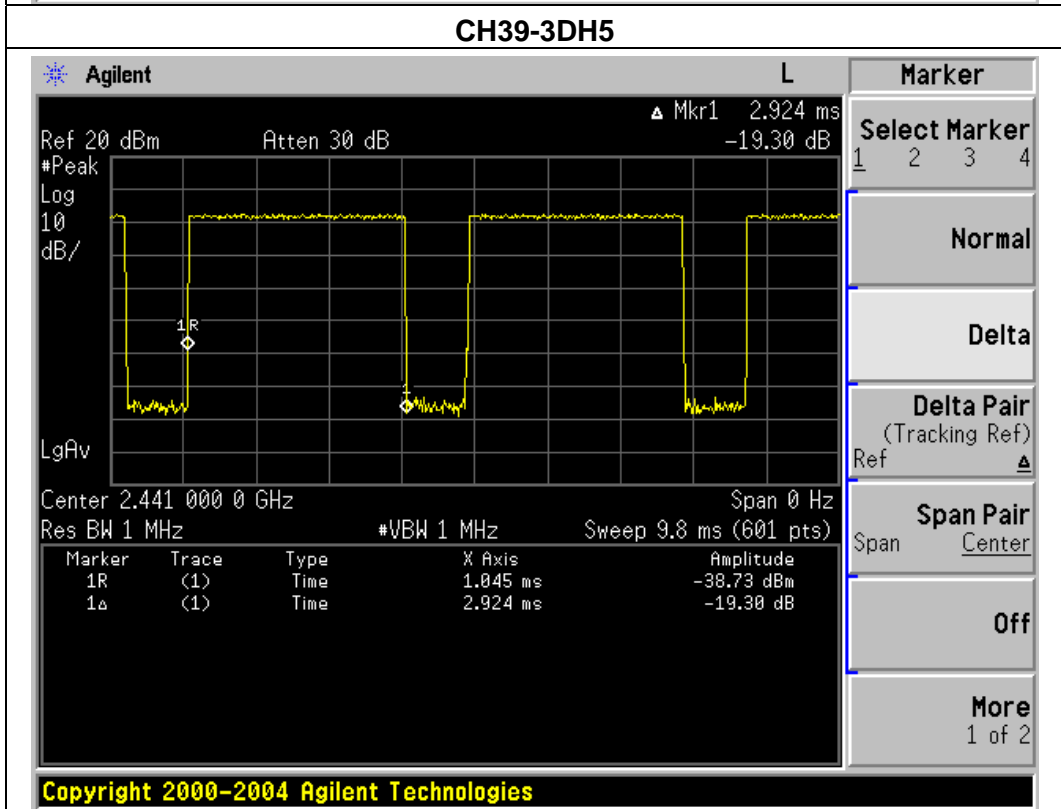 CH39-3DH5
Agilent L Marker
Δ Mkr1 2.924 ms
Ref 20 dBm Atten 30 dB -19.30 dB
#Peak
Log
10
dB/
1R
1
LgAv
Center 2.441 000 0 GHz Span 0 Hz
Res BW 1 MHz #VBW 1 MHz Sweep 9.8 ms (601 pts)
Marker Trace Type X Axis Amplitude
1R (1) Time 1.045 ms -38.73 dBm
1Δ (1) Time 2.924 ms -19.30 dB
Select Marker
1 2 3 4
Normal
Delta
Delta Pair
(Tracking Ref)
Ref Δ
Span Pair
Span Center
Off
More
1 of 2
Copyright 2000-2004 Agilent Technologies